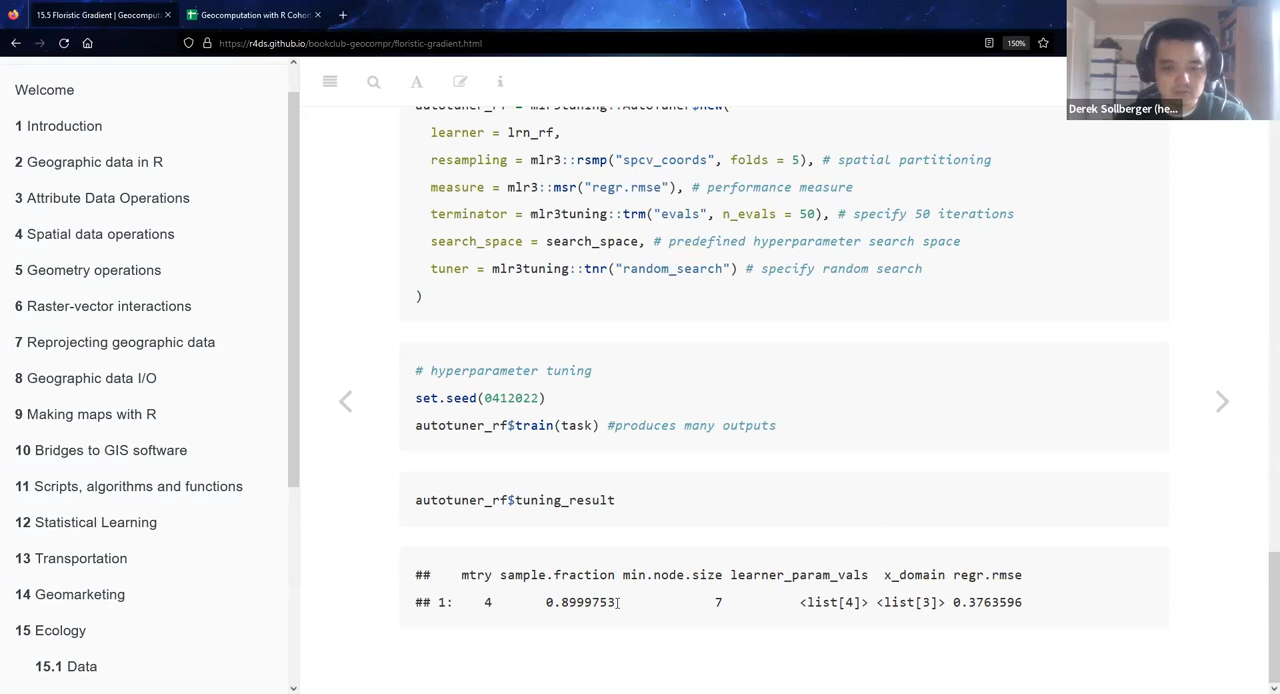 15.5 Floristic Gradient | Geocomputa
Geocomputation with R Cohor
https://r4ds.github.io/bookclub-geocompr/floristic-gradient.html
150%
Derek Sollberger (he...
Welcome
1 Introduction
2 Geographic data in R
3 Attribute Data Operations
4 Spatial data operations
5 Geometry operations
6 Raster-vector interactions
7 Reprojecting geographic data
8 Geographic data I/O
9 Making maps with R
10 Bridges to GIS software
11 Scripts, algorithms and functions
12 Statistical Learning
13 Transportation
14 Geomarketing
15 Ecology
15.1 Data
autotuner_rf = mlr3tuning::AutoTuner$new(
learner = lrn_rf,
resampling = mlr3::rsmp("spcv_coords", folds = 5), # spatial partitioning
measure = mlr3::msr("regr.rmse"), # performance measure
terminator = mlr3tuning::trm("evals", n_evals = 50), # specify 50 iterations
search_space = search_space, # predefined hyperparameter search space
tuner = mlr3tuning::tnr("random_search") # specify random search
)
# hyperparameter tuning
set.seed(0412022)
autotuner_rf$train(task) #produces many outputs
autotuner_rf$tuning_result
## mtry sample.fraction min.node.size learner_param_vals x_domain regr.rmse
## 1: 4 0.8999753 7 <list[4]> <list[3]> 0.3763596